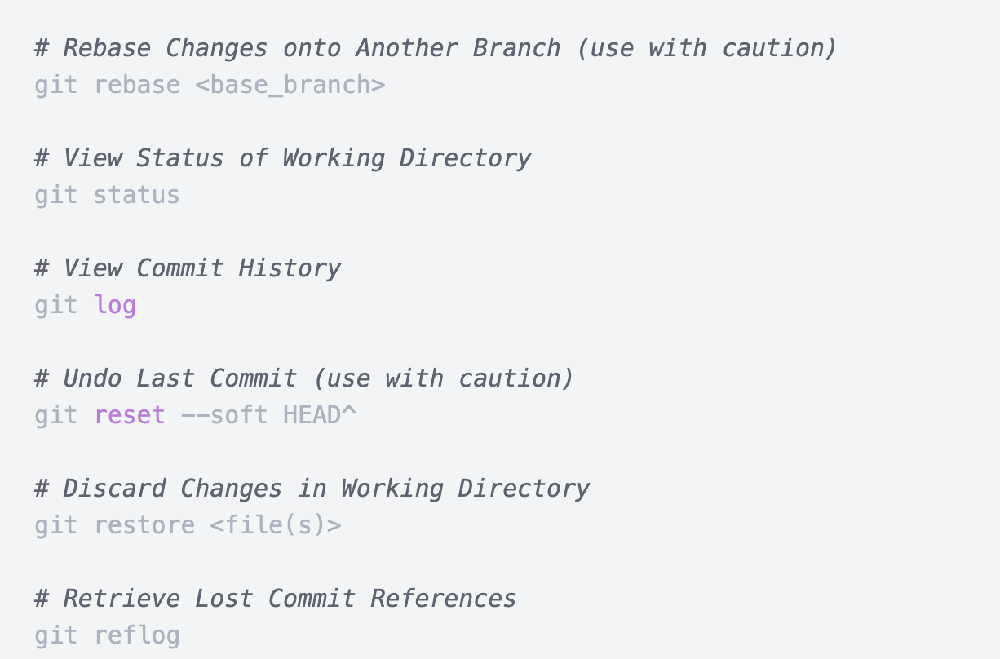 # Rebase Changes onto Another Branch (use with caution)
git rebase <base_branch>
# View Status of Working Directory
git status
# View Commit History
git log
# Undo Last Commit (use with caution)
git reset --soft HEAD^
# Discard Changes in Working Directory
git restore <file(s)>
# Retrieve Lost Commit References
git reflog